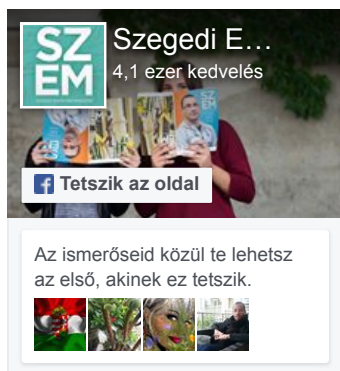 SZ
EM
Szegedi E…
4,1 ezer kedvelés
SZEM
Tetszik az oldal
Az ismerőseid közül te lehetsz
az első, akinek ez tetszik.